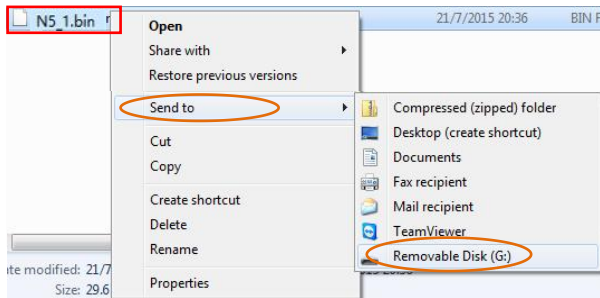 N5_1.bin 21/7/2015 20:36 BIN F
Open
Share with
Restore previous versions
Send to
Cut
Copy
Create shortcut
Delete
Rename
Properties
Compressed (zipped) folder
Desktop (create shortcut)
Documents
Fax recipient
Mail recipient
TeamViewer
Removable Disk (G:)
ate modified: 21/7
Size: 29.6